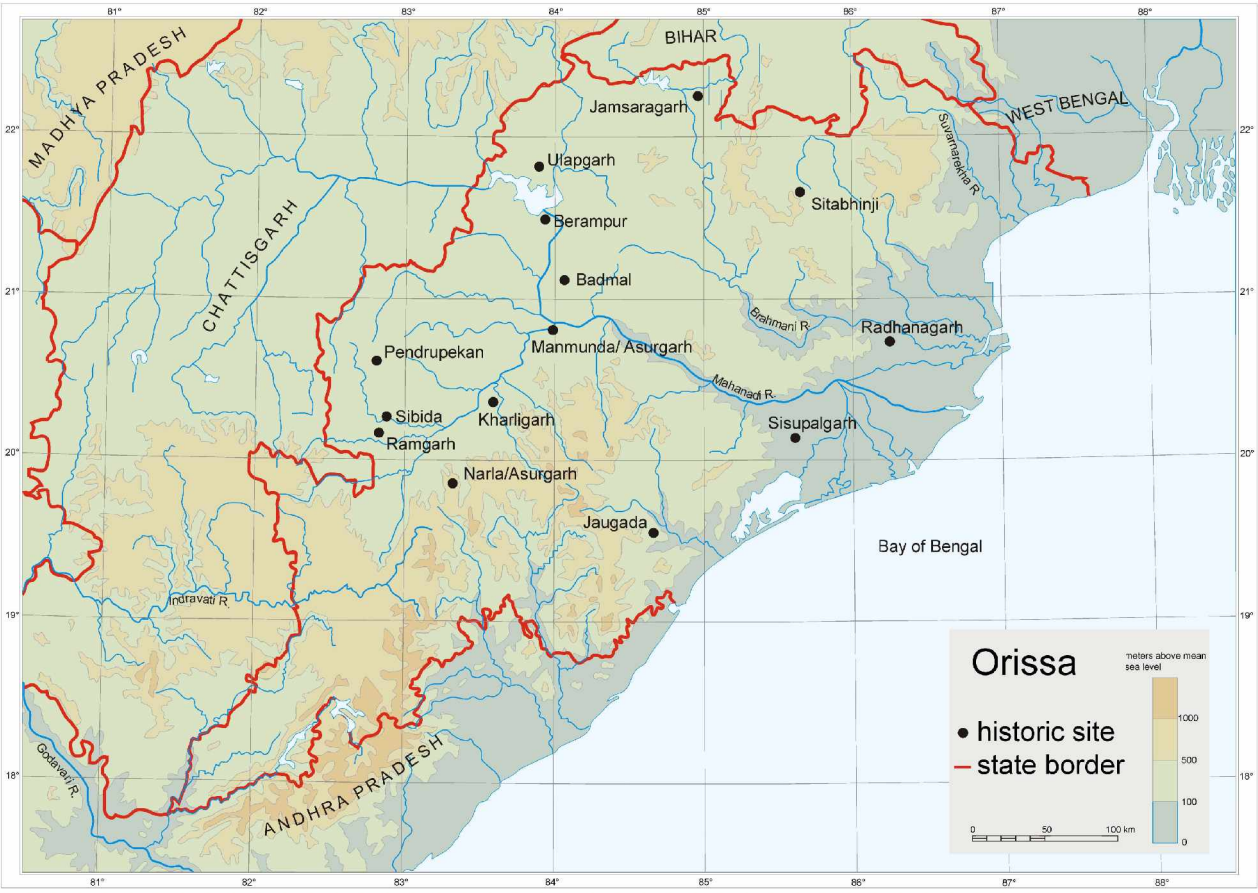 81°
82°
83°
84°
85°
86°
87°
88°
MADHYA PRADESH
BIHAR
Jamsaragarh
WEST BENGAL
22°
22°
Suvarnarekha R
Ulapgarh
Sitabhinji
CHATTISGARH
Berampur
Badmal
21°
21°
Brahmani R.
Radhanagarh
Pendrupekan
Manmunda/ Asurgarh
Mahanadi R.
Sibida
Kharligarh
Sisupalgarh
Ramgarh
20°
20°
Narla/Asurgarh
Jaugada
Bay of Bengal
Indravati R.
19°
19°
Orissa
meters above mean
sea level
1000
historic site
500
state border
100
0
0
50
100 km
Godavari R.
18°
18°
ANDHRA PRADESH
81°
82°
83°
84°
85°
86°
87°
88°